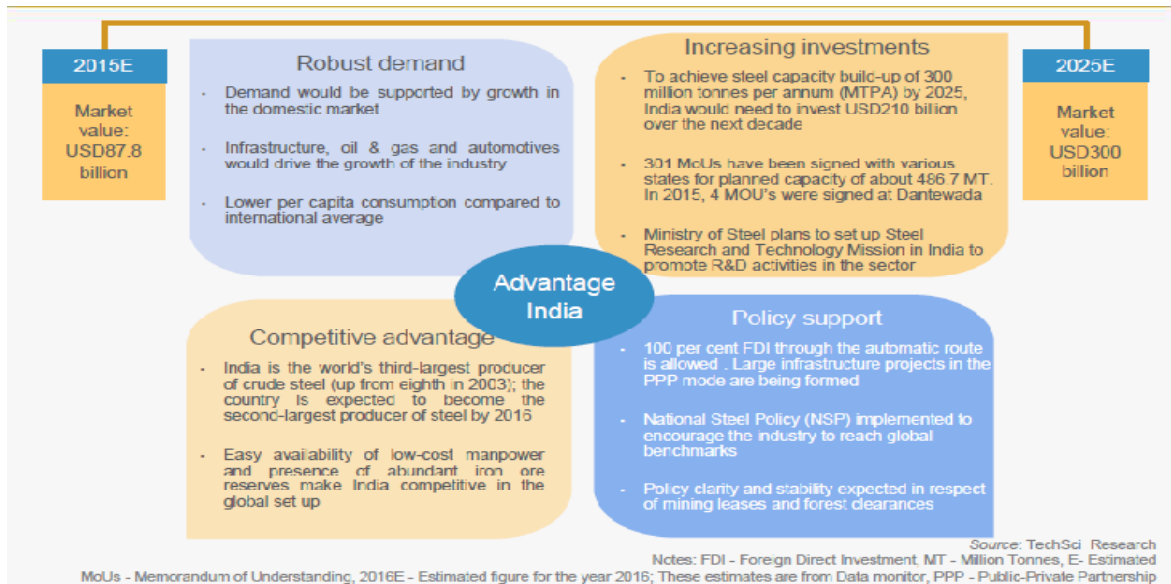 2015E
Market
value:
USD87.8
billion
Robust demand
· Demand would be supported by growth in
the domestic market
· Infrastructure, oil & gas and automotives
would drive the growth of the industry
· Lower per capita consumption compared to
international average
Increasing investments
· To achieve steel capacity build-up of 300
million tonnes per annum (MTPA) by 2025,
India would need to invest USD210 billion
over the next decade
· 301 MoUs have been signed with various
states for planned capacity of about 486.7 MT.
In 2015, 4 MOU's were signed at Dantewada
· Ministry of Steel plans to set up Steel
Research and Technology Mission in India to
promote R&D activities in the sector
2025E
Market
value:
USD300
billion
Advantage
India
Competitive advantage
· India is the world's third-largest producer
of crude steel (up from eighth in 2003); the
country is expected to become the
second-largest producer of steel by 2016
· Easy availability of low-cost manpower
and presence of abundant iron ore
reserves make India competitive in the
global set up
Policy support
· 100 per cent FDI through the automatic route
is allowed . Large infrastructure projects in the
PPP mode are being formed
· National Steel Policy (NSP) implemented to
encourage the industry to reach global
benchmarks
· Policy clarity and stability expected in respect
of mining leases and forest clearances
Source: TechSci Research
Notes: FDI - Foreign Direct Investment, MT - Million Tonnes, E- Estimated
MoUs - Memorandum of Understanding, 2016E - Estimated figure for the year 2016; These estimates are from Data monitor, PPP - Public-Private Partnership